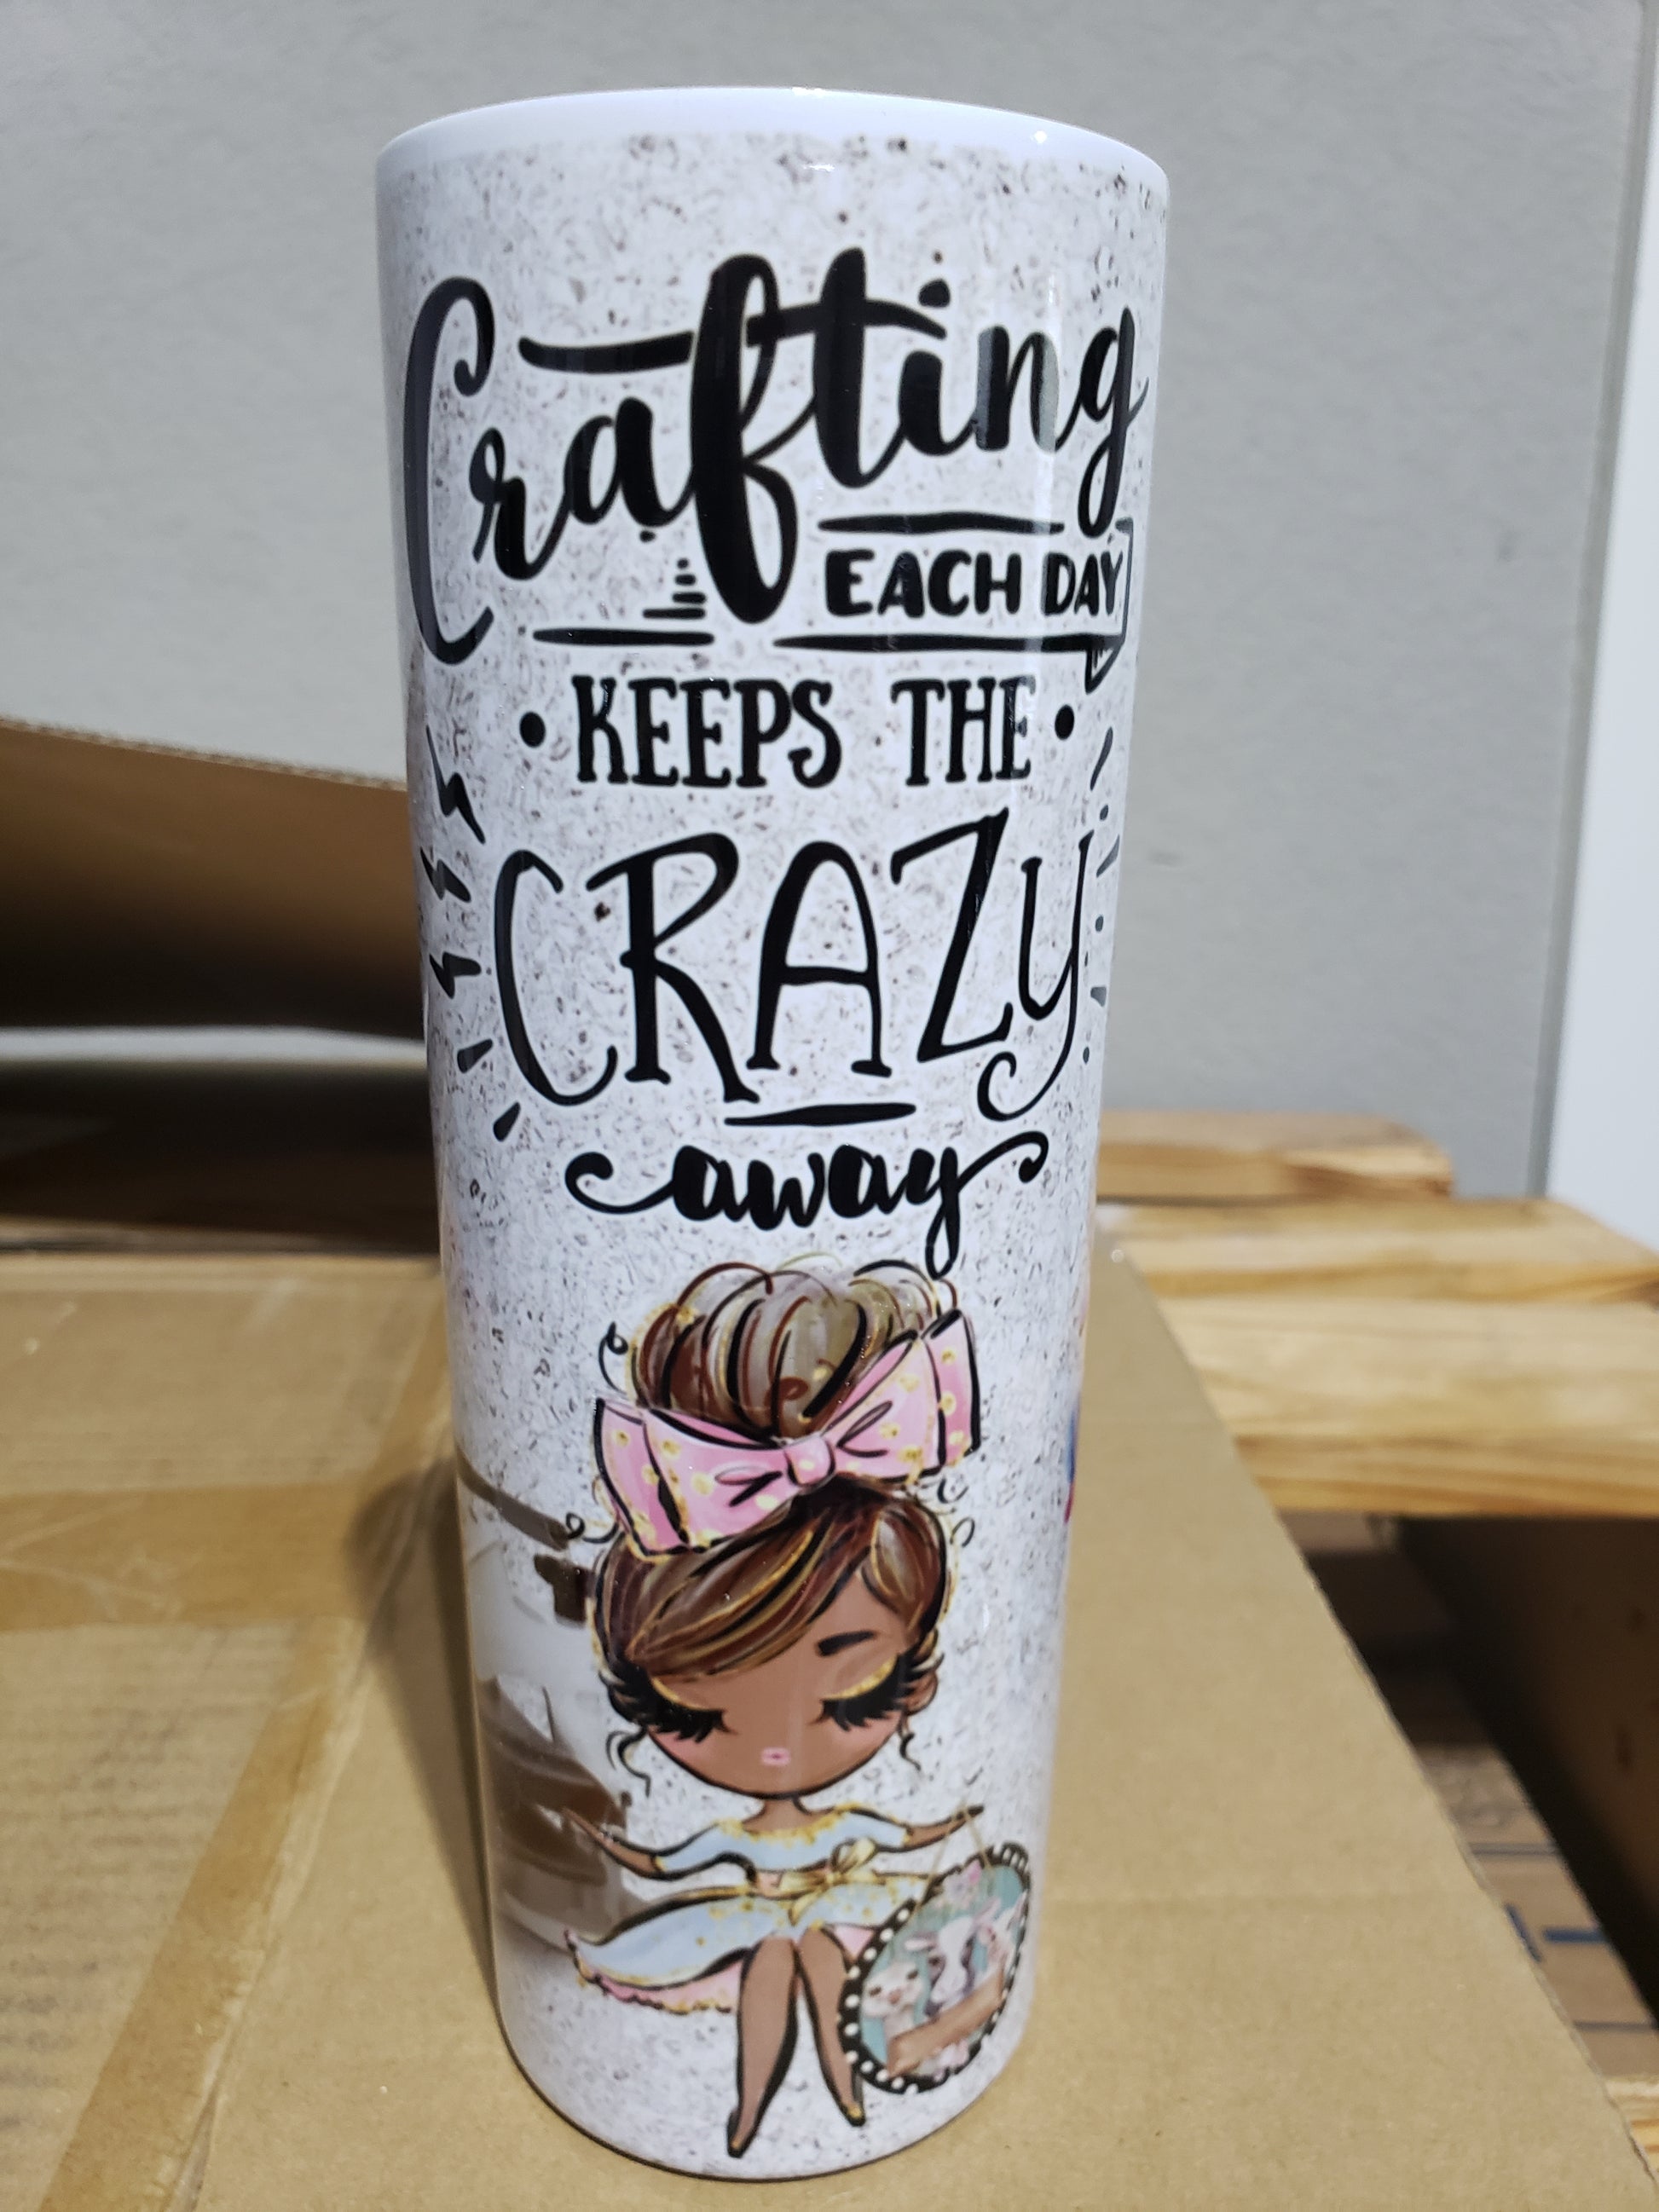 Crafting
EACH DAY
• KEEPS THE •
CRAZY
away